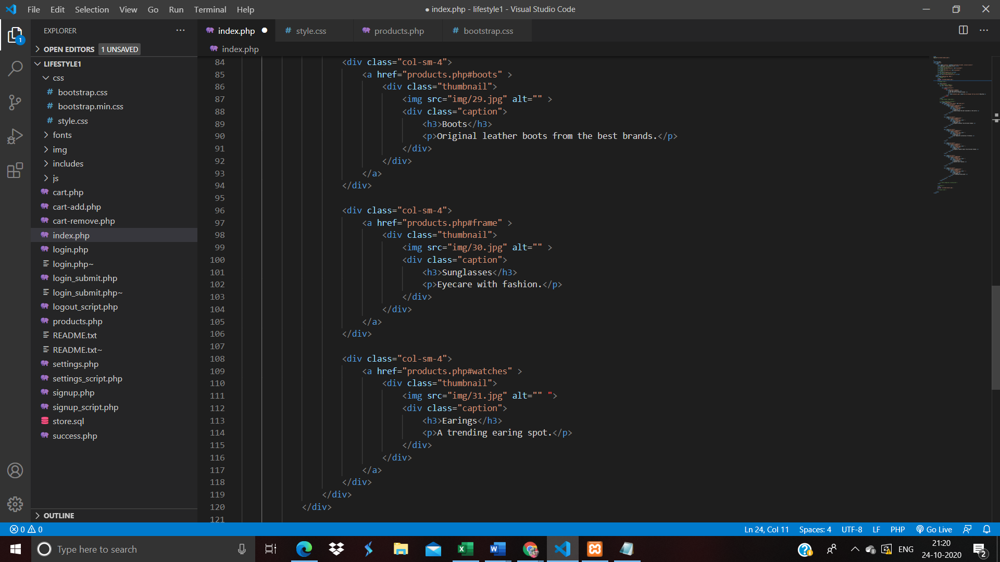 File Edit Selection View Go Run Terminal Help
● index.php - lifestyle1 - Visual Studio Code
EXPLORER
index.php
style.css
products.php
bootstrap.css
OPEN EDITORS 1 UNSAVED
index.php
LIFESTYLE1
css
bootstrap.css
bootstrap.min.css
style.css
fonts
img
includes
js
cart.php
cart-add.php
cart-remove.php
index.php
login.php
login.php~
login_submit.php
login_submit.php~
logout_script.php
products.php
README.txt
README.txt~
settings.php
settings_script.php
signup.php
signup_script.php
store.sql
success.php
OUTLINE
84 <div class="col-sm-4">
85 <a href="products.php#boots" >
86 <div class="thumbnail">
87 <img src="img/29.jpg" alt="" >
88 <div class="caption">
89 <h3>Boots</h3>
90 <p>Original leather boots from the best brands.</p>
91 </div>
92 </div>
93 </a>
94 </div>
95
96 <div class="col-sm-4">
97 <a href="products.php#frame" >
98 <div class="thumbnail">
99 <img src="img/30.jpg" alt="" >
100 <div class="caption">
101 <h3>Sunglasses</h3>
102 <p>Eyecare with fashion.</p>
103 </div>
104 </div>
105 </a>
106 </div>
107
108 <div class="col-sm-4">
109 <a href="products.php#watches" >
110 <div class="thumbnail">
111 <img src="img/31.jpg" alt="" ">
112 <div class="caption">
113 <h3>Earings</h3>
114 <p>A trending earing spot.</p>
115 </div>
116 </div>
117 </a>
118 </div>
119 </div>
120 </div>
121
1
0 0
Ln 24, Col 11 Spaces: 4 UTF-8 LF PHP Go Live
Type here to search
ENG
21:20
24-10-2020
2